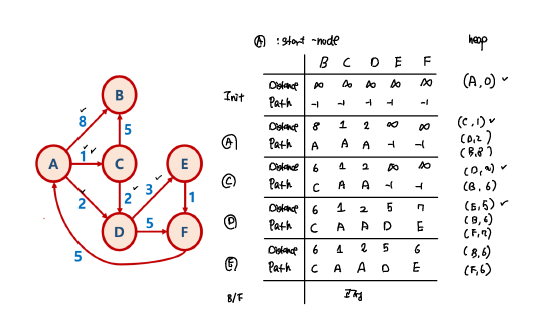 Ⓐ : start -node
heap
B C D E F
Init
Distance ∞ ∞ ∞ ∞ ∞
Path -1 -1 -1 -1 -1
(A, 0) ✓
Ⓐ
Distance 8 1 2 ∞ ∞
Path A A A -1 -1
(C, 1) ✓
(D, 2)
(B, 8)
Ⓒ
Distance 6 1 2 ∞ ∞
Path C A A -1 -1
(D, 2) ✓
(B, 6)
Ⓓ
Distance 6 1 2 5 7
Path C A A D E
(E, 5) ✓
(B, 6)
(F, 7)
Ⓔ
Distance 6 1 2 5 6
Path C A A D E
(B, 6)
(F, 6)
B/F
B
8
5
A
1
C
E
2
2
3
1
D
5
F
5